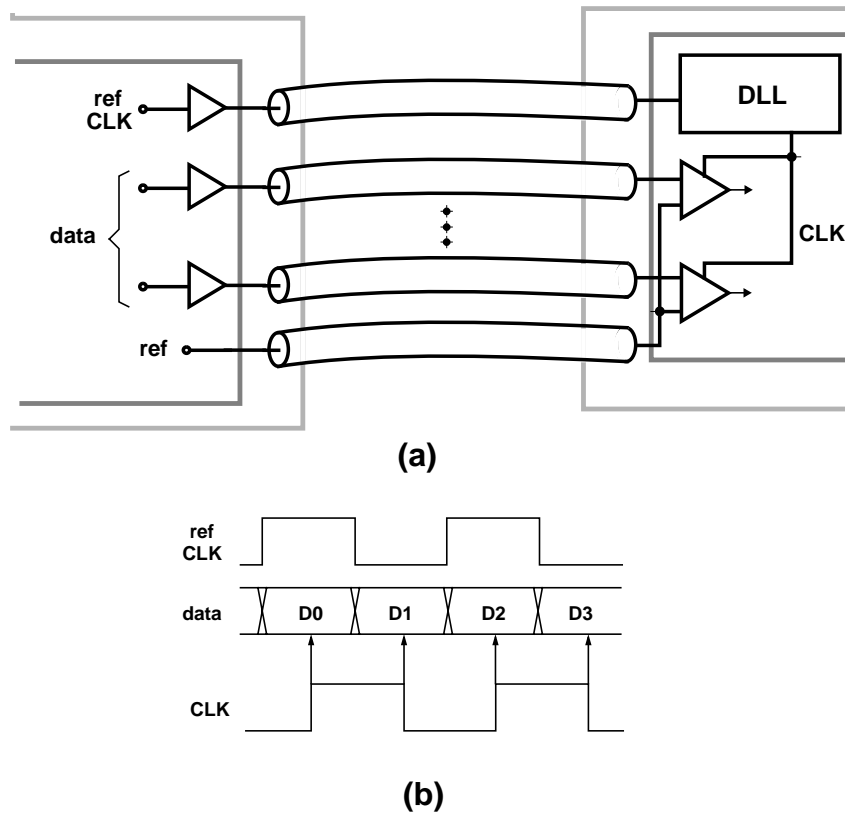 ref
CLK
DLL
data
CLK
ref
(a)
ref
CLK
data D0 D1 D2 D3
CLK
(b)